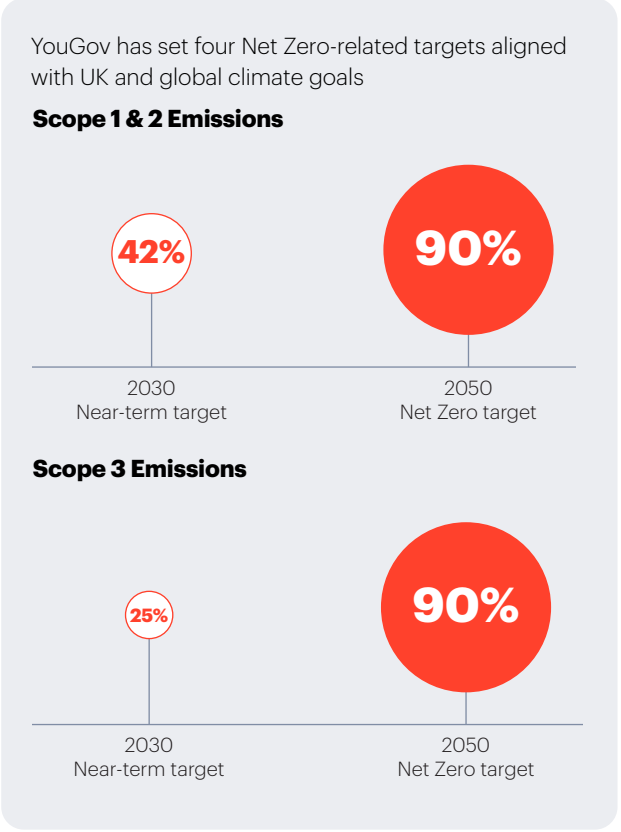 YouGov has set four Net Zero-related targets aligned
with UK and global climate goals
Scope 1 & 2 Emissions
42%
90%
2030
Near-term target
2050
Net Zero target
Scope 3 Emissions
25%
90%
2030
Near-term target
2050
Net Zero target